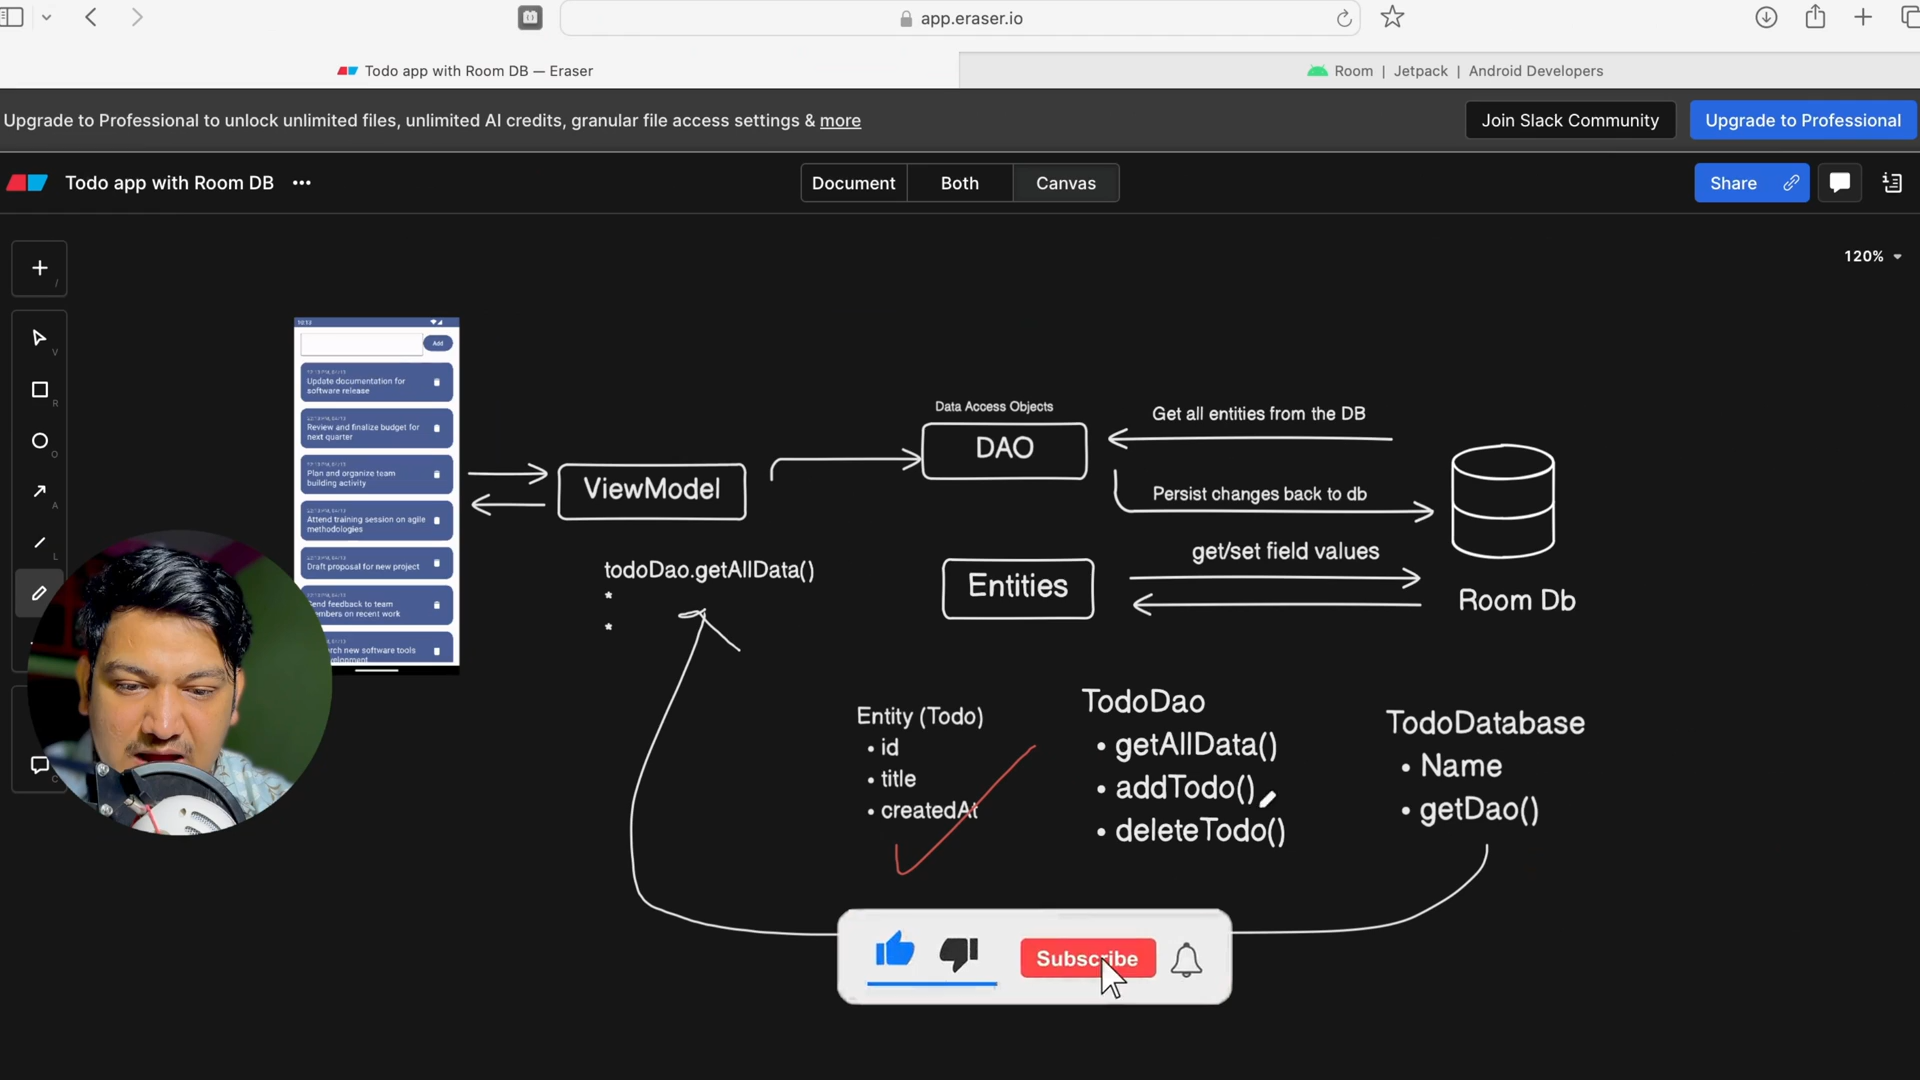 app.eraser.io
Todo app with Room DB — Eraser
Room | Jetpack | Android Developers
Upgrade to Professional to unlock unlimited files, unlimited AI credits, granular file access settings & more
Join Slack Community
Upgrade to Professional
Todo app with Room DB
Document
Both
Canvas
Share
120%
/
V
R
O
A
L
C
10:13
Add
Update documentation for
software release
Review and finalize budget for
next quarter
Plan and organize team
building activity
Attend training session on agile
methodologies
Draft proposal for new project
Send feedback to team
members on recent work
new software tools
ViewModel
Data Access Objects
DAO
Get all entities from the DB
Persist changes back to db
get/set field values
Entities
Room Db
todoDao.getAllData()
*
*
Entity (Todo)
• id
• title
• createdAt
TodoDao
• getAllData()
• addTodo()
• deleteTodo()
TodoDatabase
• Name
• getDao()
Subscribe